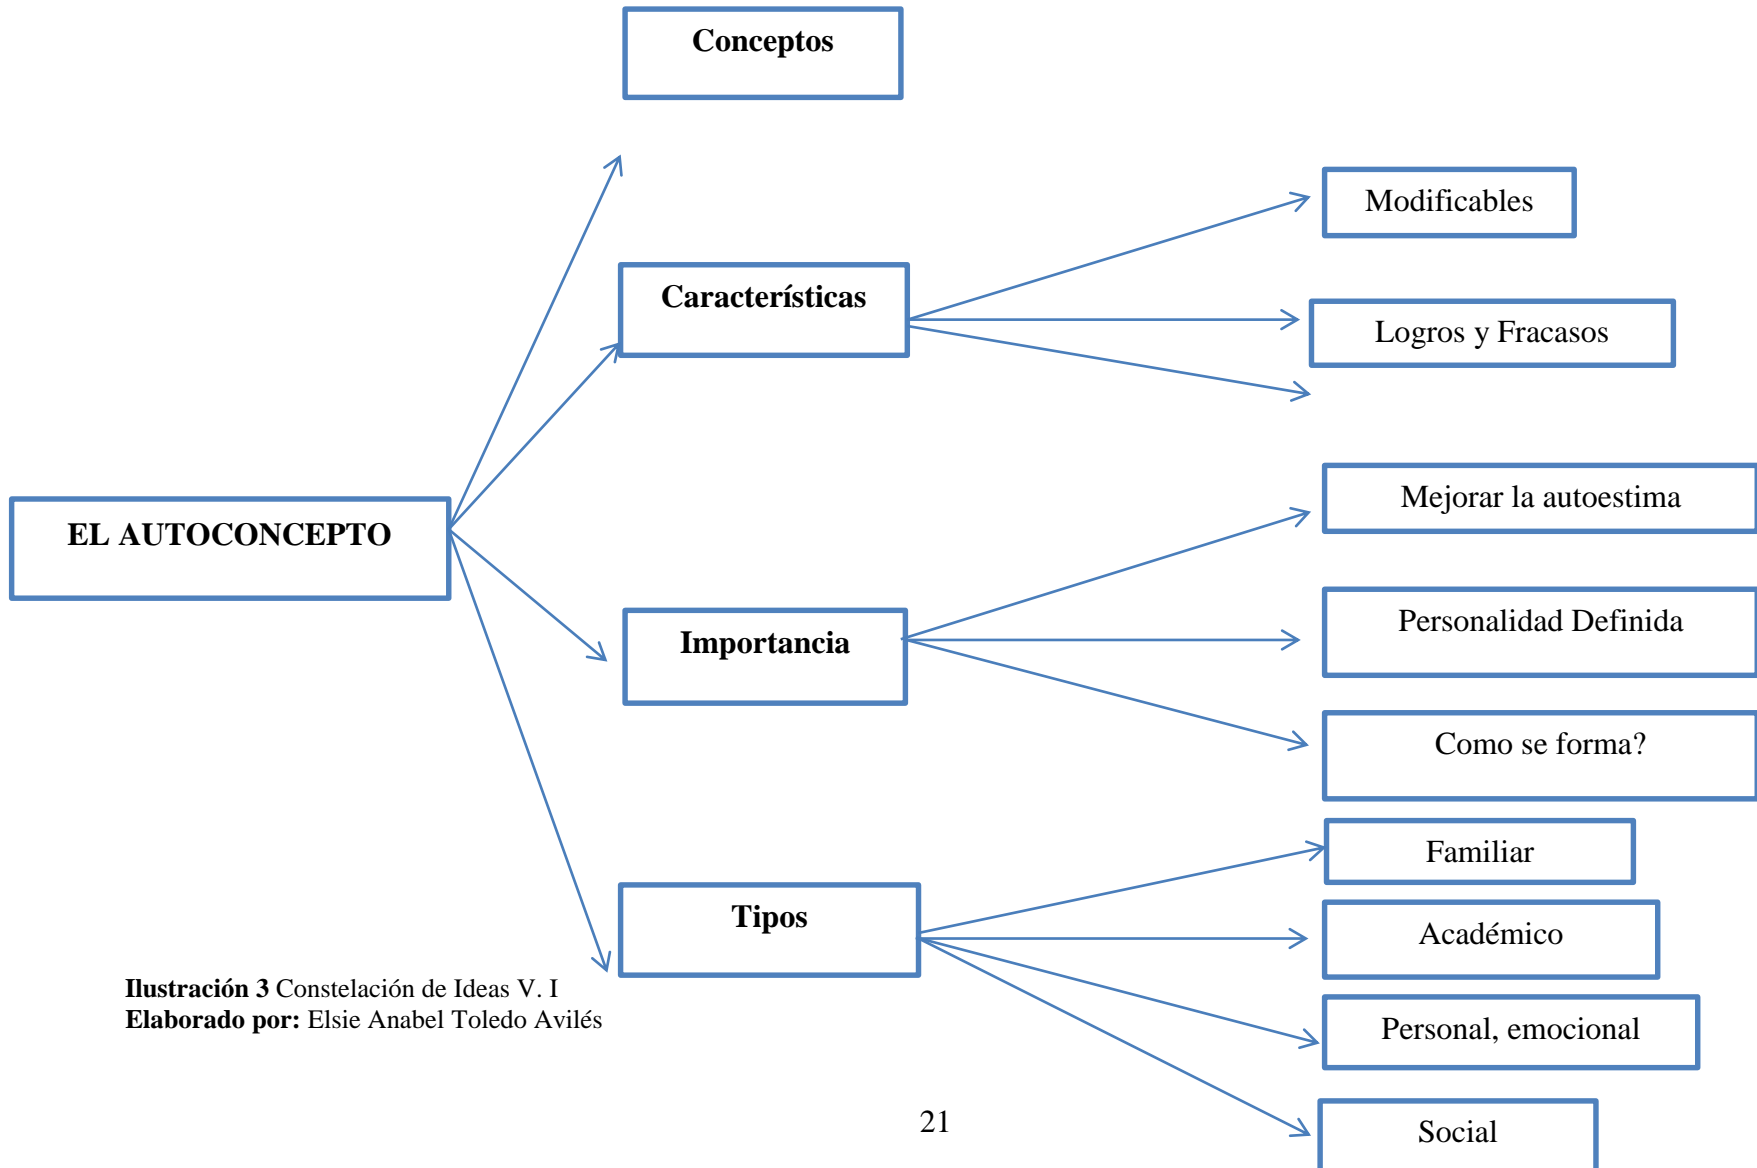 Conceptos
Modificables
Características
Logros y Fracasos
Mejorar la autoestima
EL AUTOCONCEPTO
Personalidad Definida
Importancia
Como se forma?
Familiar
Tipos
Académico
Ilustración 3 Constelación de Ideas V. I
Elaborado por: Elsie Anabel Toledo Avilés
Personal, emocional
Social
21